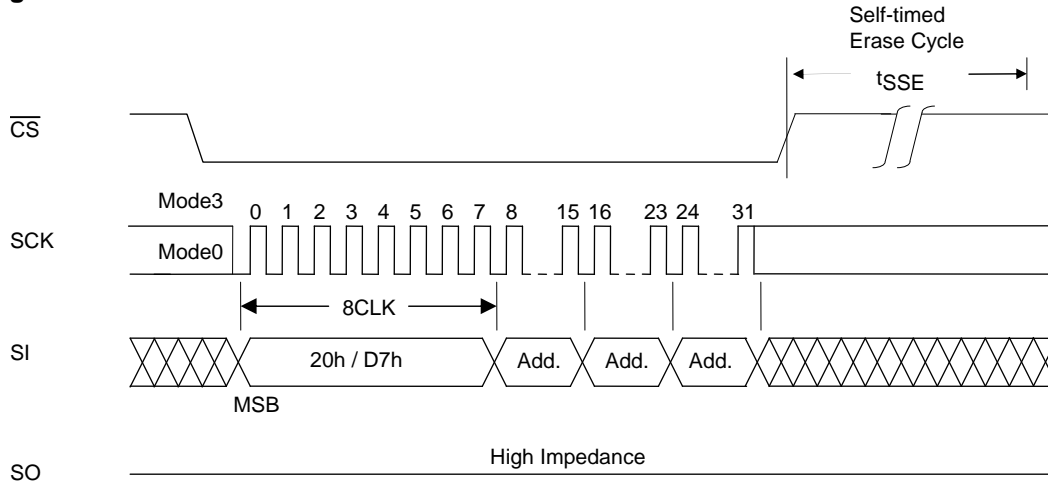 Self-timed
Erase Cycle
tSSE
CS
Mode3
0 1 2 3 4 5 6 7 8 15 16 23 24 31
SCK
Mode0
8CLK
SI
20h / D7h Add. Add. Add.
MSB
High Impedance
SO